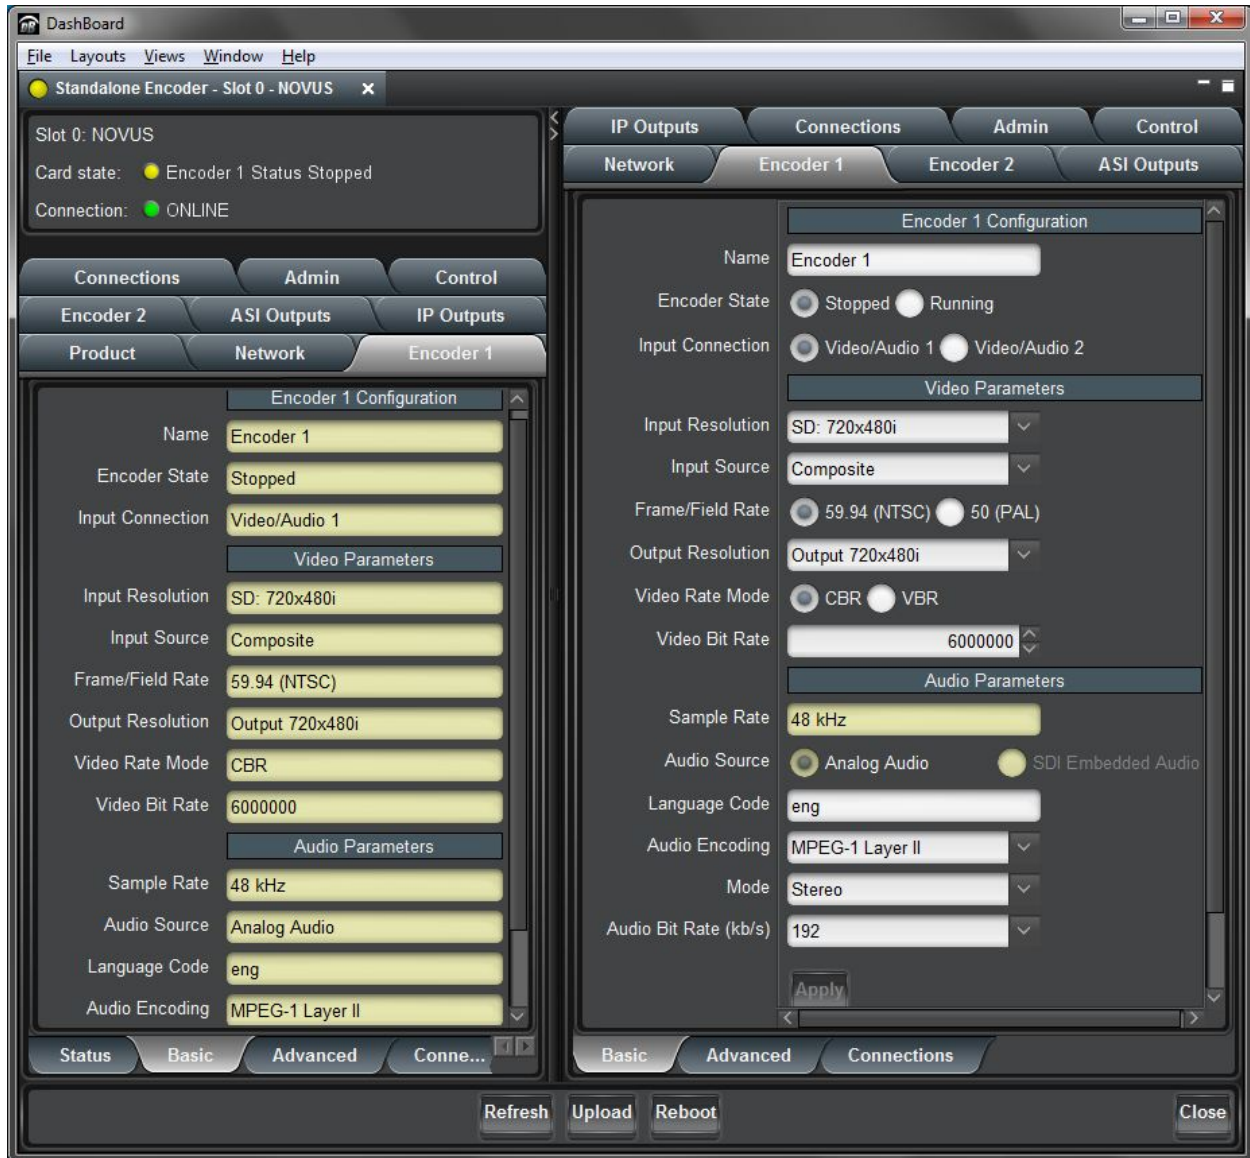 DashBoard
File Layouts Views Window Help
Standalone Encoder - Slot 0 - NOVUS
Slot 0: NOVUS
Card state: Encoder 1 Status Stopped
Connection: ONLINE
Connections Admin Control
Encoder 2 ASI Outputs IP Outputs
Product Network Encoder 1
Encoder 1 Configuration
Name Encoder 1
Encoder State Stopped
Input Connection Video/Audio 1
Video Parameters
Input Resolution SD: 720x480i
Input Source Composite
Frame/Field Rate 59.94 (NTSC)
Output Resolution Output 720x480i
Video Rate Mode CBR
Video Bit Rate 6000000
Audio Parameters
Sample Rate 48 kHz
Audio Source Analog Audio
Language Code eng
Audio Encoding MPEG-1 Layer II
Status Basic Advanced Conne...
IP Outputs Connections Admin Control
Network Encoder 1 Encoder 2 ASI Outputs
Encoder 1 Configuration
Name Encoder 1
Encoder State Stopped Running
Input Connection Video/Audio 1 Video/Audio 2
Video Parameters
Input Resolution SD: 720x480i
Input Source Composite
Frame/Field Rate 59.94 (NTSC) 50 (PAL)
Output Resolution Output 720x480i
Video Rate Mode CBR VBR
Video Bit Rate 6000000
Audio Parameters
Sample Rate 48 kHz
Audio Source Analog Audio SDI Embedded Audio
Language Code eng
Audio Encoding MPEG-1 Layer II
Mode Stereo
Audio Bit Rate (kb/s) 192
Apply
Basic Advanced Connections
Refresh Upload Reboot Close